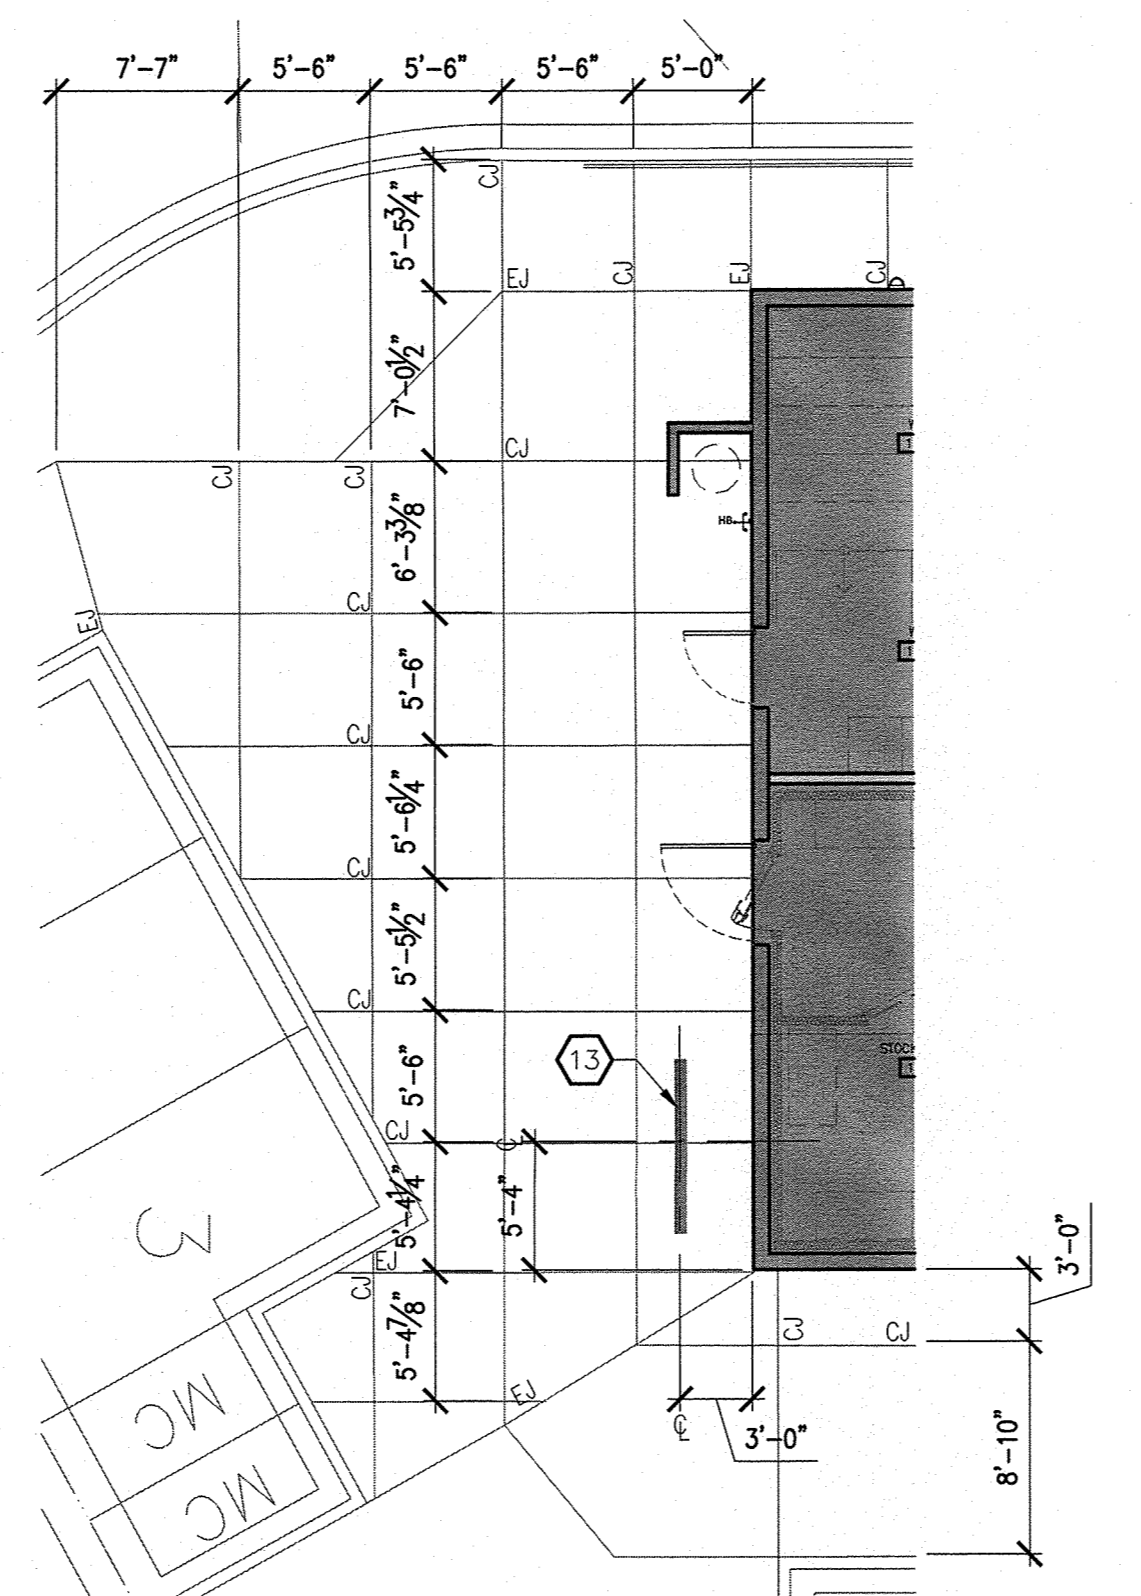 7'-7" 5'-6" 5'-6" 5'-6" 5'-0"
CJ
5'-5¾"
EJ CJ EJ CJ
7'-0½"
CJ
CJ CJ
6'-3⅜"
HB
EJ
CJ
5'-6"
CJ
5'-6¼"
CJ
5'-5½"
CJ
13
STOCK
5'-6"
CJ
℄
5'-4¼"
5'-4"
3
EJ
CJ
3'-0"
5'-4⅞"
CJ CJ
EJ
MC
℄
3'-0"
8'-10"
MC